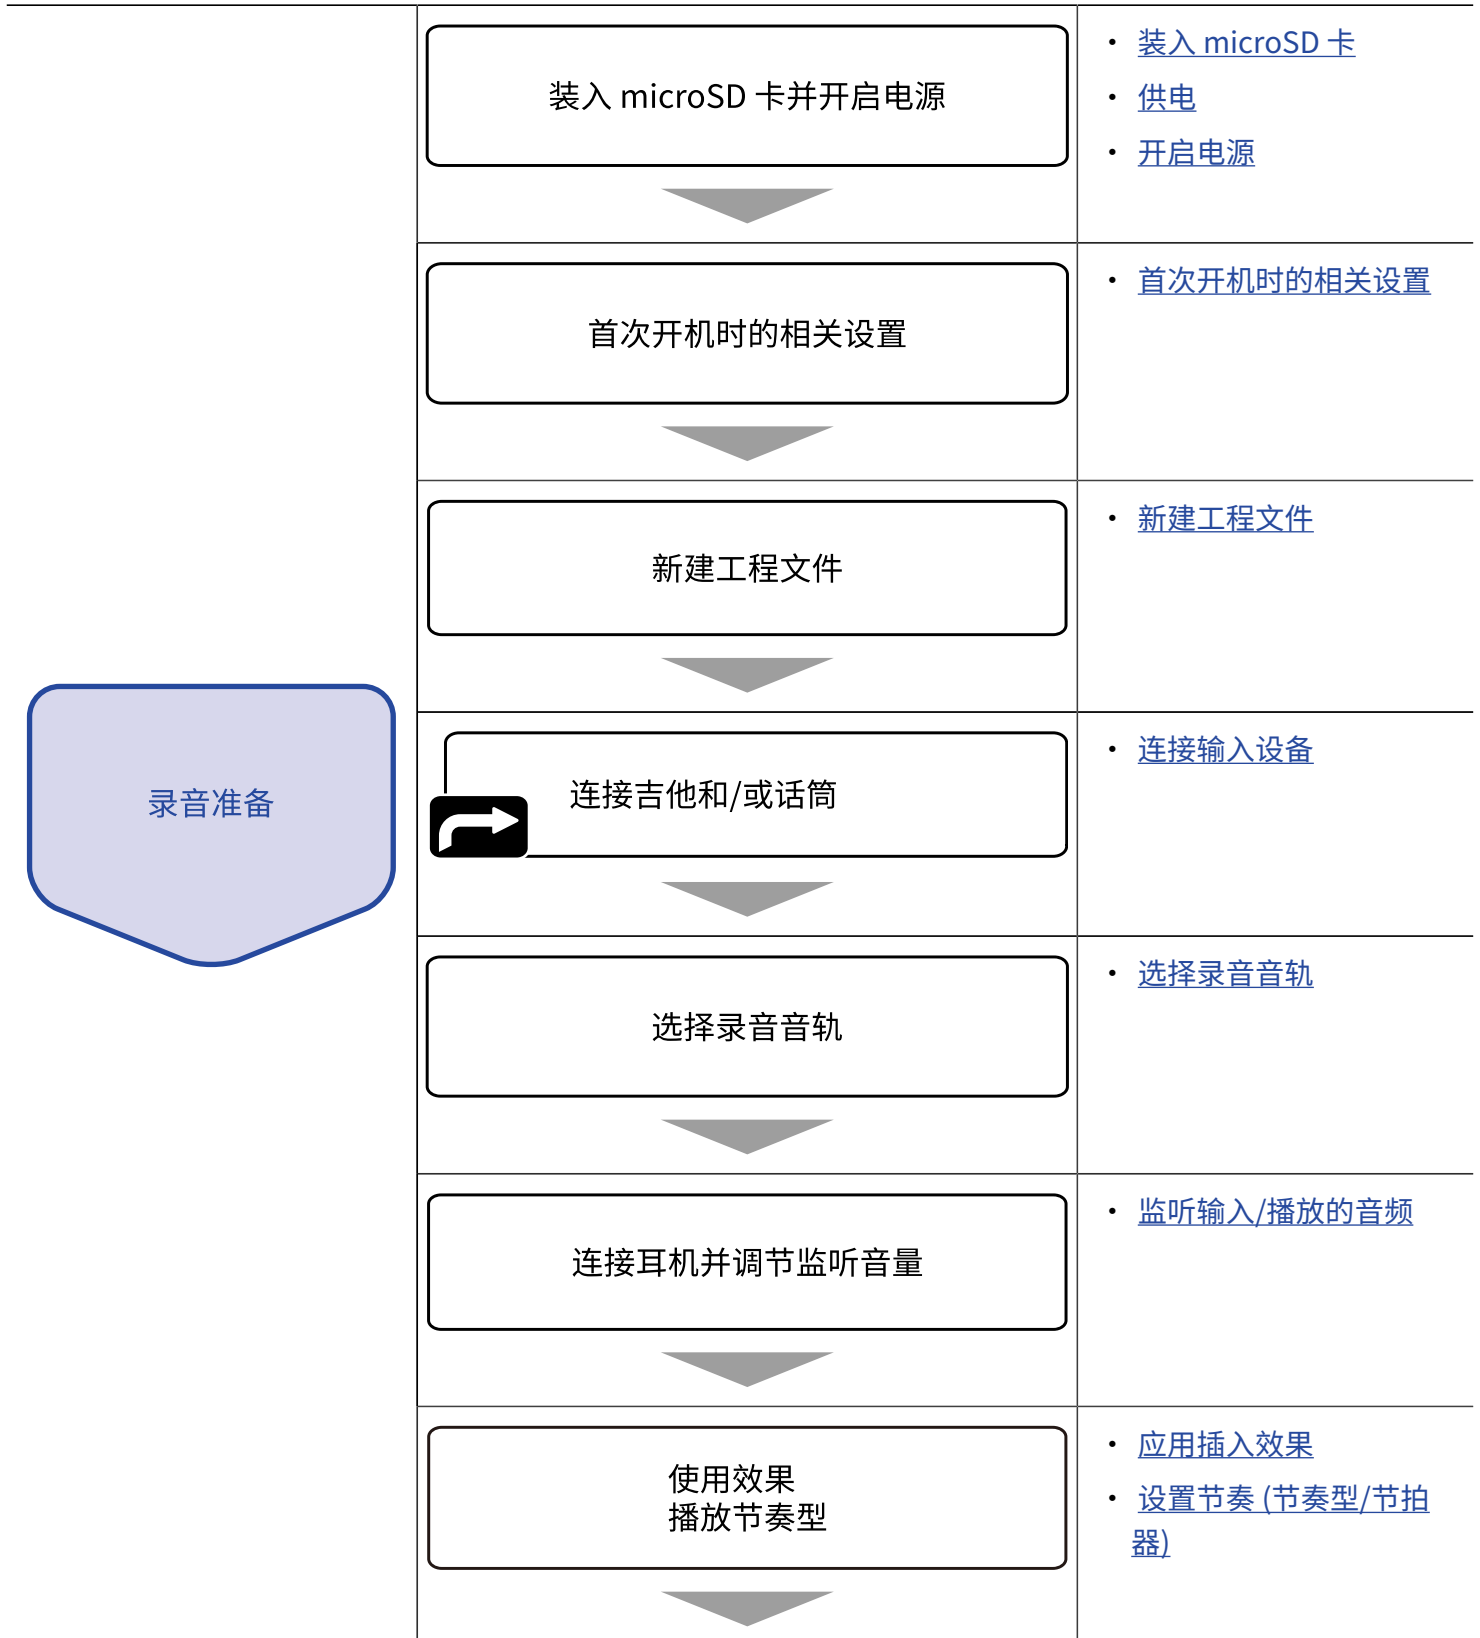 装入 microSD 卡并开启电源
• 装入 microSD 卡
• 供电
• 开启电源
首次开机时的相关设置
• 首次开机时的相关设置
新建工程文件
• 新建工程文件
录音准备
连接吉他和/或话筒
• 连接输入设备
选择录音音轨
• 选择录音音轨
连接耳机并调节监听音量
• 监听输入/播放的音频
使用效果
播放节奏型
• 应用插入效果
• 设置节奏 (节奏型/节拍
器)